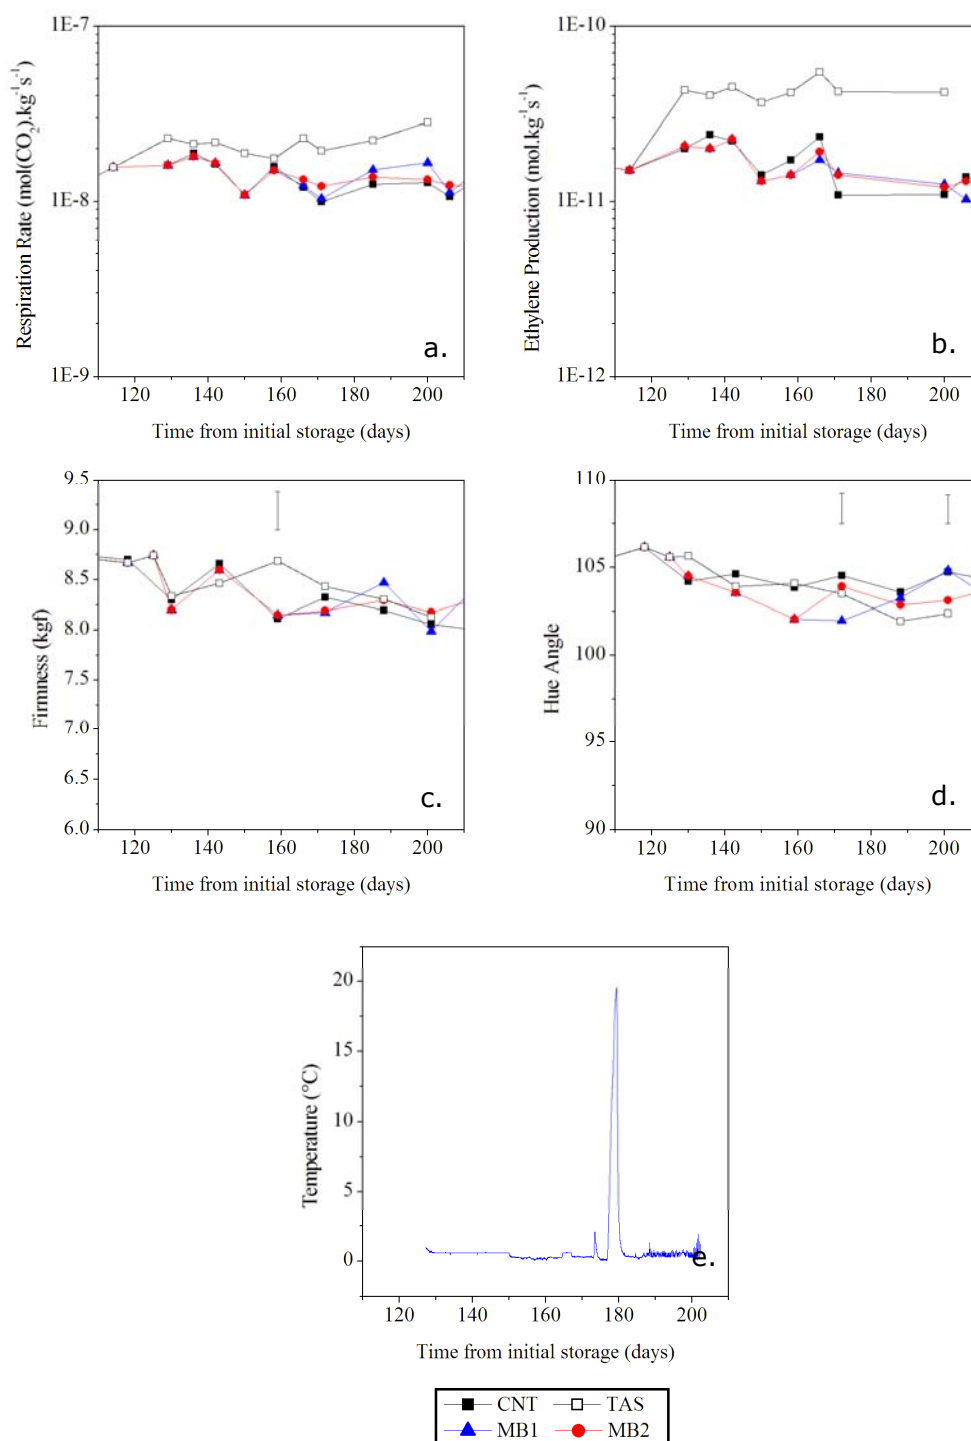 1E-7
1E-8
1E-9
Respiration Rate (mol(CO₂).kg⁻¹s⁻¹)
a.
120 140 160 180 200
Time from initial storage (days)
1E-10
1E-11
1E-12
Ethylene Production (mol.kg⁻¹s⁻¹)
b.
120 140 160 180 200
Time from initial storage (days)
9.5
9.0
8.5
8.0
7.5
7.0
6.5
6.0
Firmness (kgf)
c.
120 140 160 180 200
Time from initial storage (days)
110
105
100
95
90
Hue Angle
d.
120 140 160 180 200
Time from initial storage (days)
20
15
10
5
0
Temperature (°C)
e.
120 140 160 180 200
Time from initial storage (days)
CNT TAS
MB1 MB2